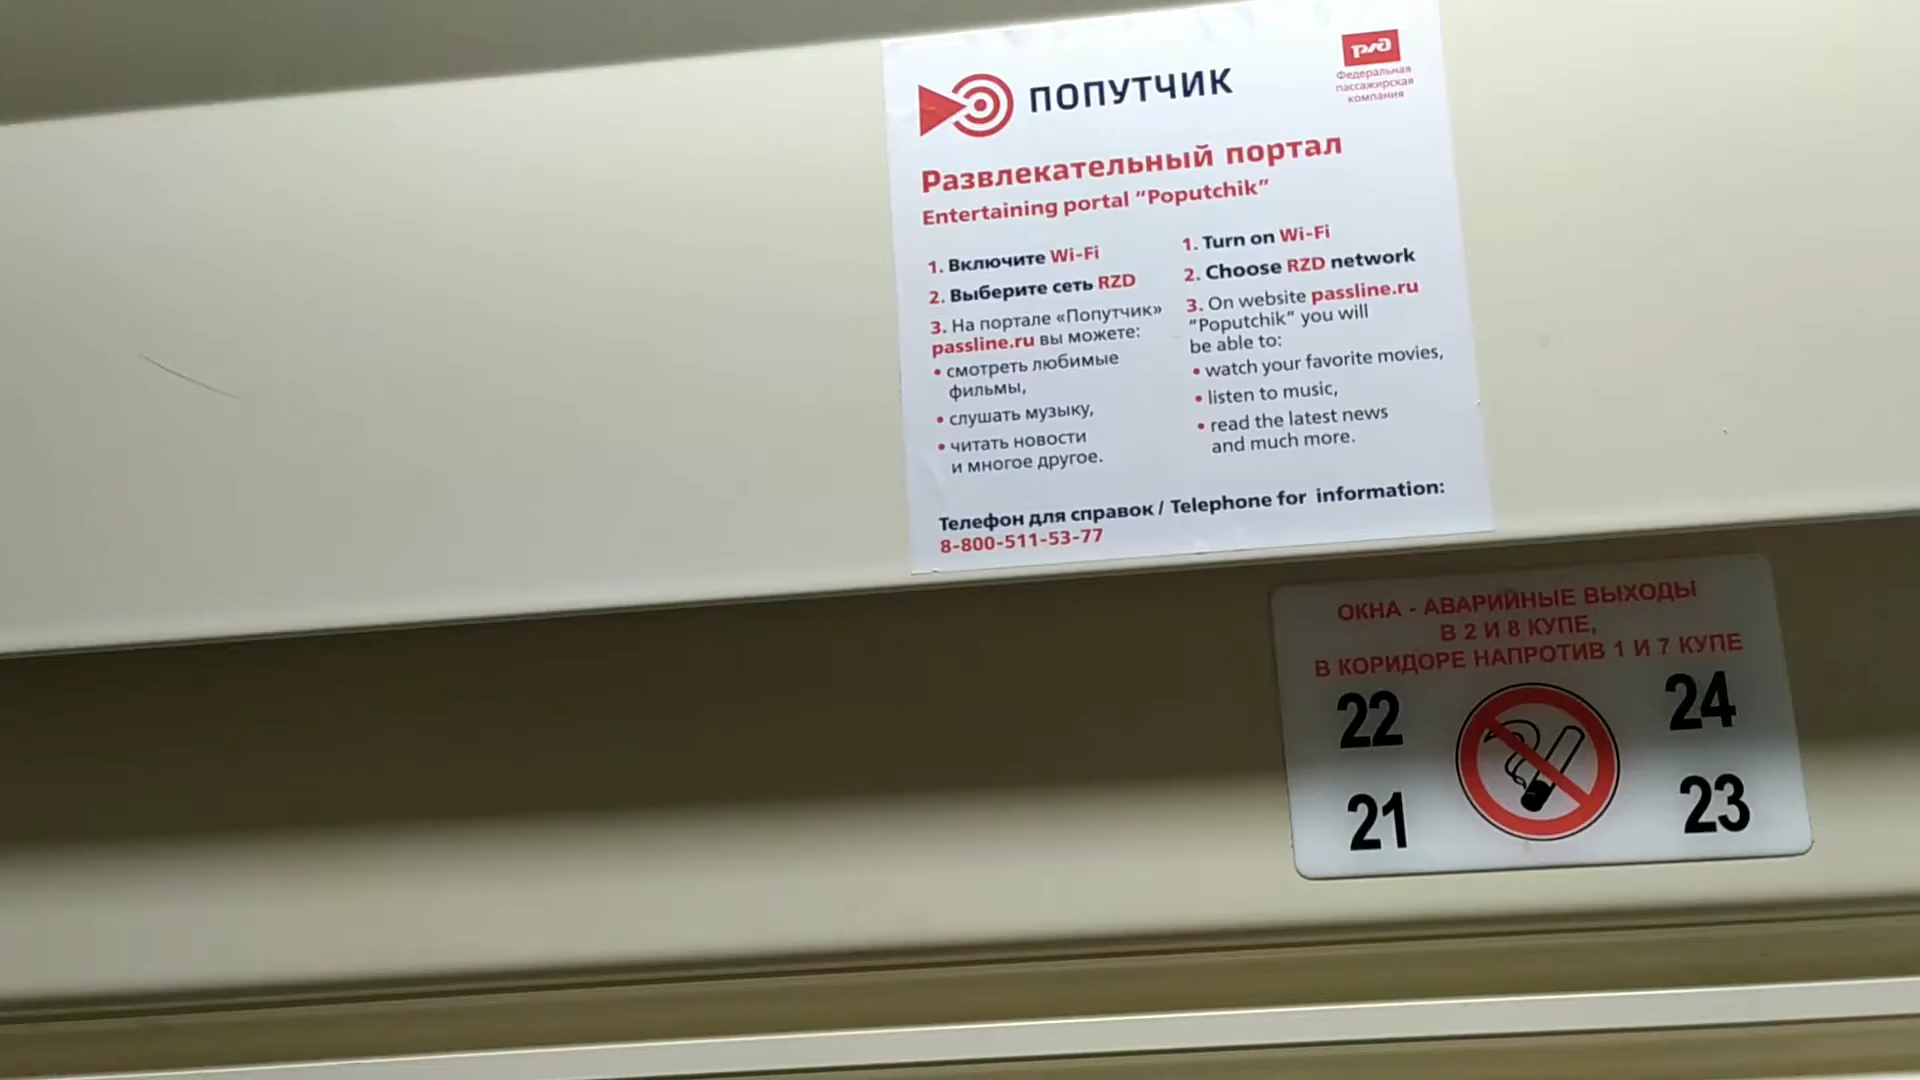 ПОПУТЧИК
ржд
Федеральная
пассажирская
компания
Развлекательный портал
Entertaining portal “Poputchik”
1. Включите Wi-Fi
2. Выберите сеть RZD
3. На портале «Попутчик»
passline.ru вы можете:
• смотреть любимые
фильмы,
• слушать музыку,
• читать новости
и многое другое.
1. Turn on Wi-Fi
2. Choose RZD network
3. On website passline.ru
“Poputchik” you will
be able to:
• watch your favorite movies,
• listen to music,
• read the latest news
and much more.
Телефон для справок / Telephone for information:
8-800-511-53-77
ОКНА - АВАРИЙНЫЕ ВЫХОДЫ
В 2 И 8 КУПЕ,
В КОРИДОРЕ НАПРОТИВ 1 И 7 КУПЕ
22 24
21 23